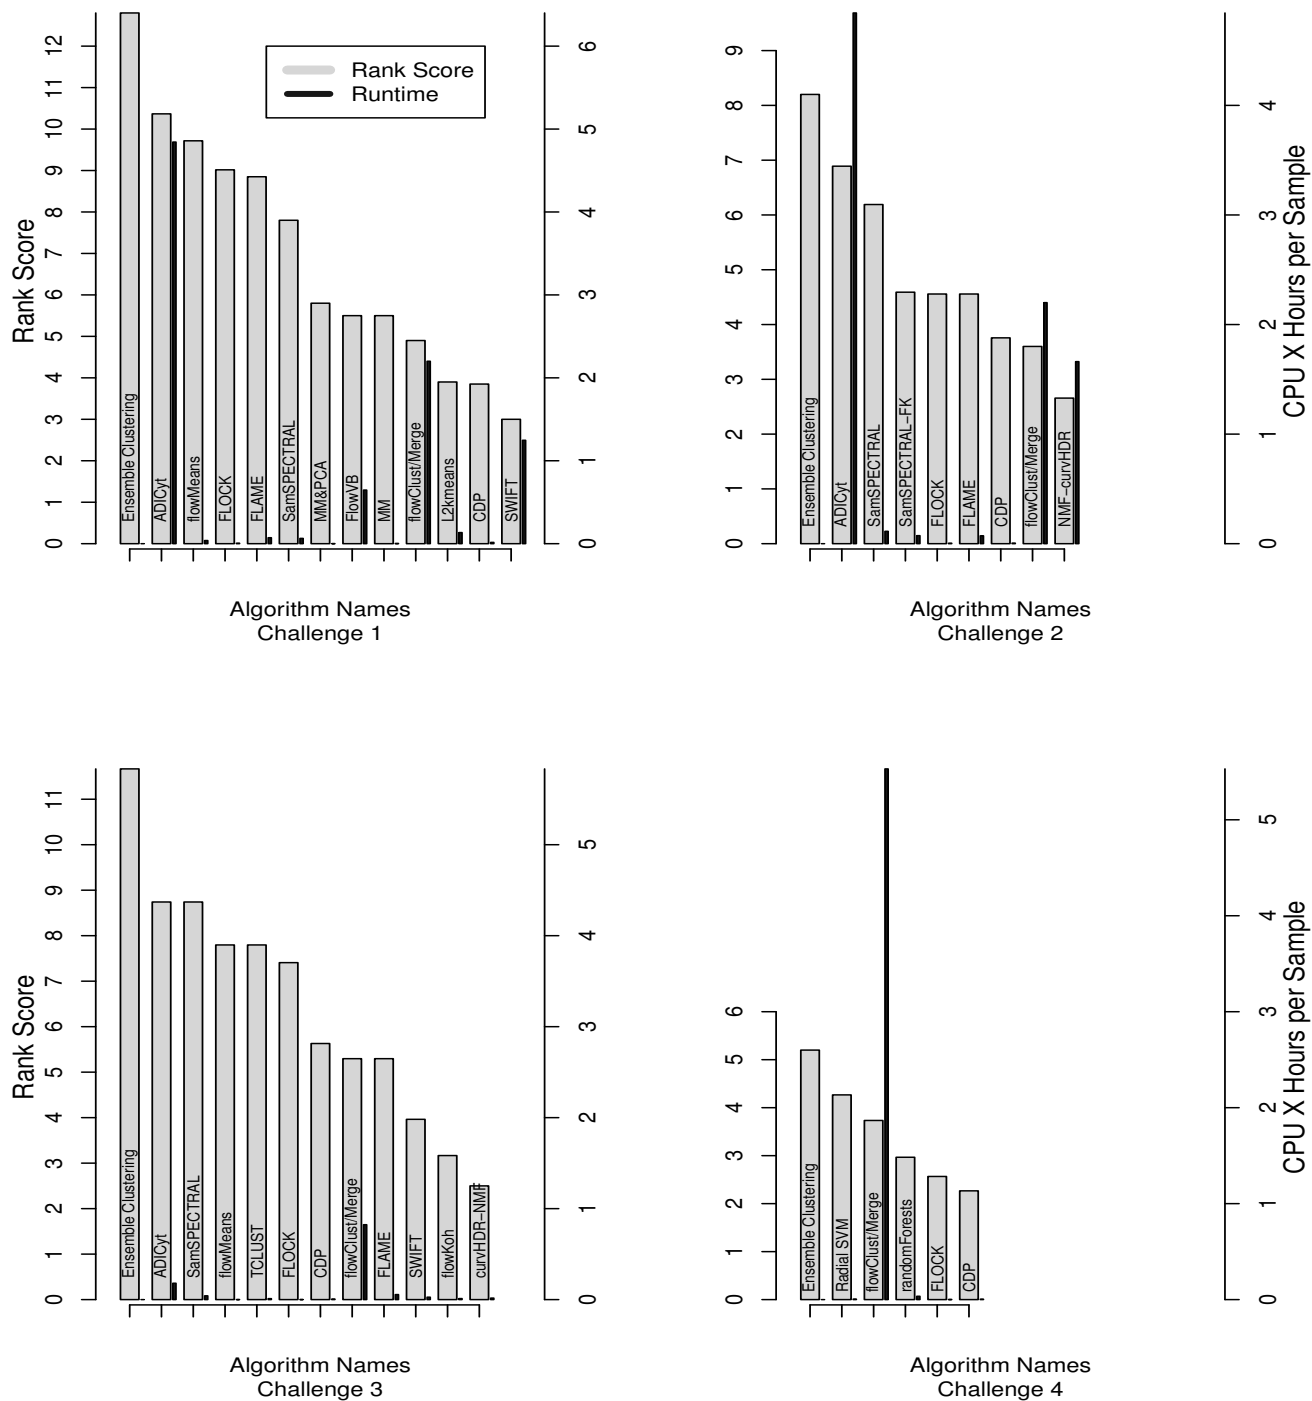 Rank Score
Runtime
Rank Score
0
1
2
3
4
5
6
7
8
9
10
11
12
0
1
2
3
4
5
6
Ensemble Clustering
ADICyt
flowMeans
FLOCK
FLAME
SamSPECTRAL
MM&PCA
FlowVB
MM
flowClust/Merge
L2kmeans
CDP
SWIFT
Algorithm Names
Challenge 1
0
1
2
3
4
5
6
7
8
9
0
1
2
3
4
CPU X Hours per Sample
Ensemble Clustering
ADICyt
SamSPECTRAL
SamSPECTRAL-FK
FLOCK
FLAME
CDP
flowClust/Merge
NMF-curvHDR
Algorithm Names
Challenge 2
Rank Score
0
1
2
3
4
5
6
7
8
9
10
11
0
1
2
3
4
5
Ensemble Clustering
ADICyt
SamSPECTRAL
flowMeans
TCLUST
FLOCK
CDP
flowClust/Merge
FLAME
SWIFT
flowKoh
curvHDR-NMF
Algorithm Names
Challenge 3
0
1
2
3
4
5
6
0
1
2
3
4
5
CPU X Hours per Sample
Ensemble Clustering
Radial SVM
flowClust/Merge
randomForests
FLOCK
CDP
Algorithm Names
Challenge 4